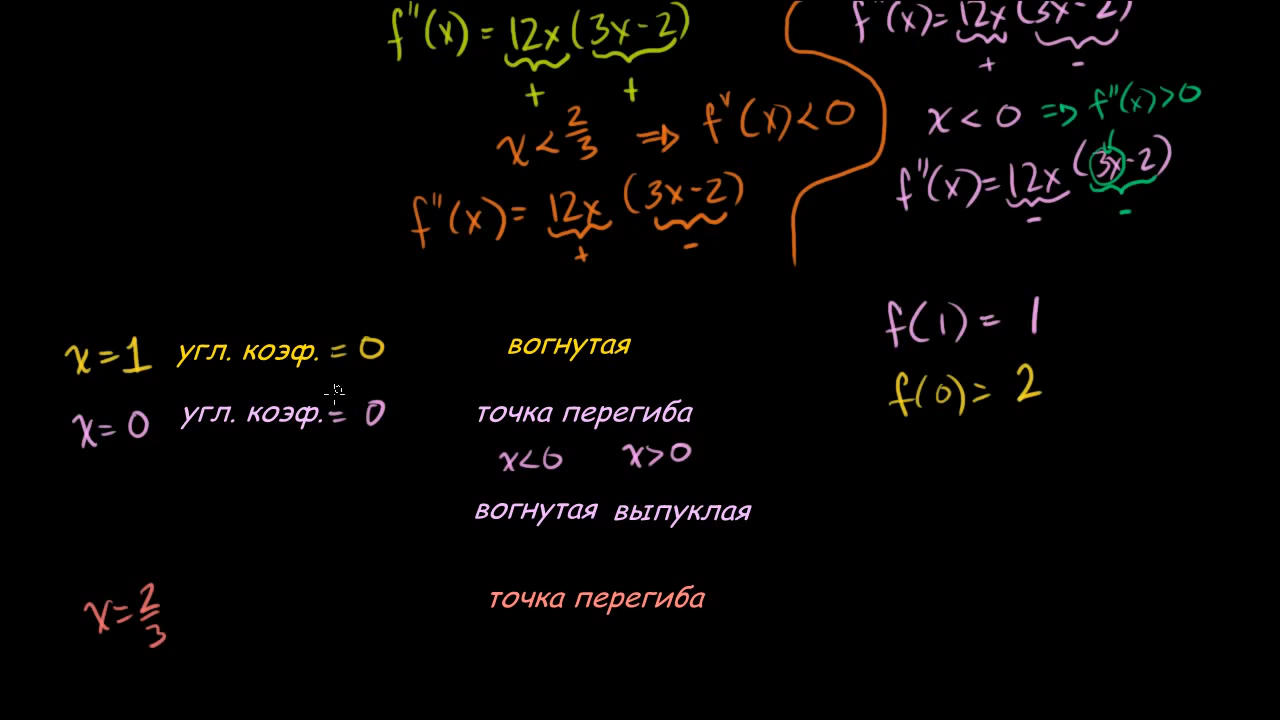 f''(x) = 12x (3x - 2)
+ +
x < 2/3 ⇒ f''(x) < 0
f''(x) = 12x (3x - 2)
+ -
f''(x) = 12x (3x - 2)
+ -
x < 0 ⇒ f''(x) > 0
f''(x) = 12x (3x - 2)
- -
x = 1 угл. коэф. = 0 вогнутая
x = 0 угл. коэф. = 0 точка перегиба
x < 0 x > 0
вогнутая выпуклая
x = 2/3 точка перегиба
f(1) = 1
f(0) = 2